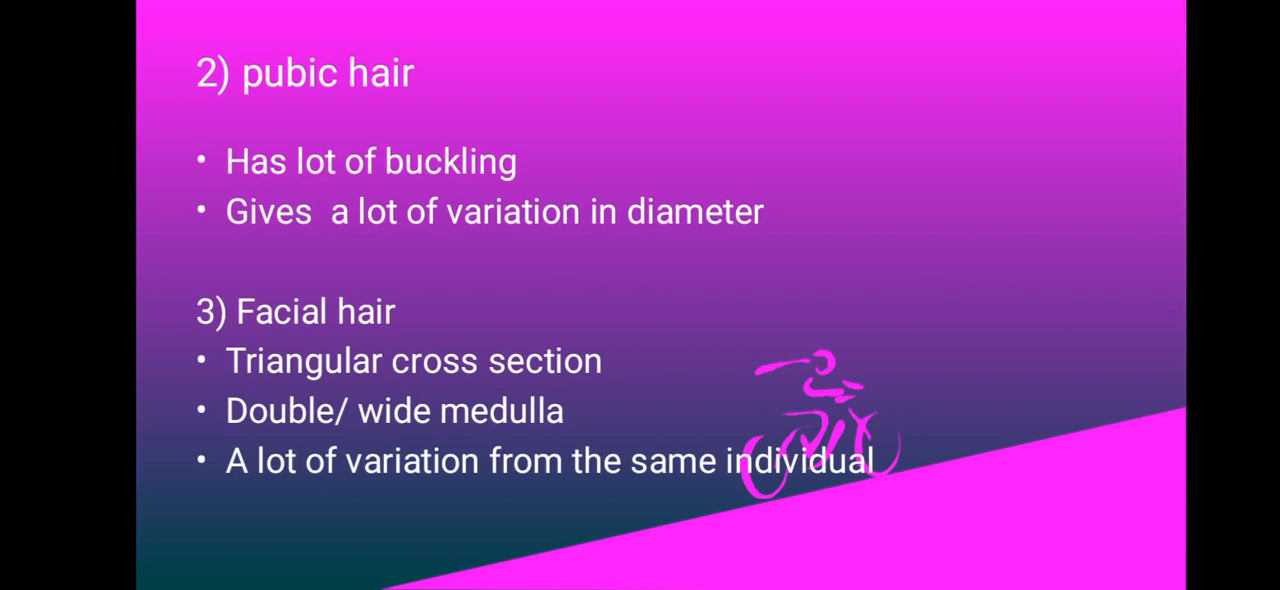 2) pubic hair
• Has lot of buckling
• Gives  a lot of variation in diameter
3) Facial hair
• Triangular cross section
• Double/ wide medulla
• A lot of variation from the same individual